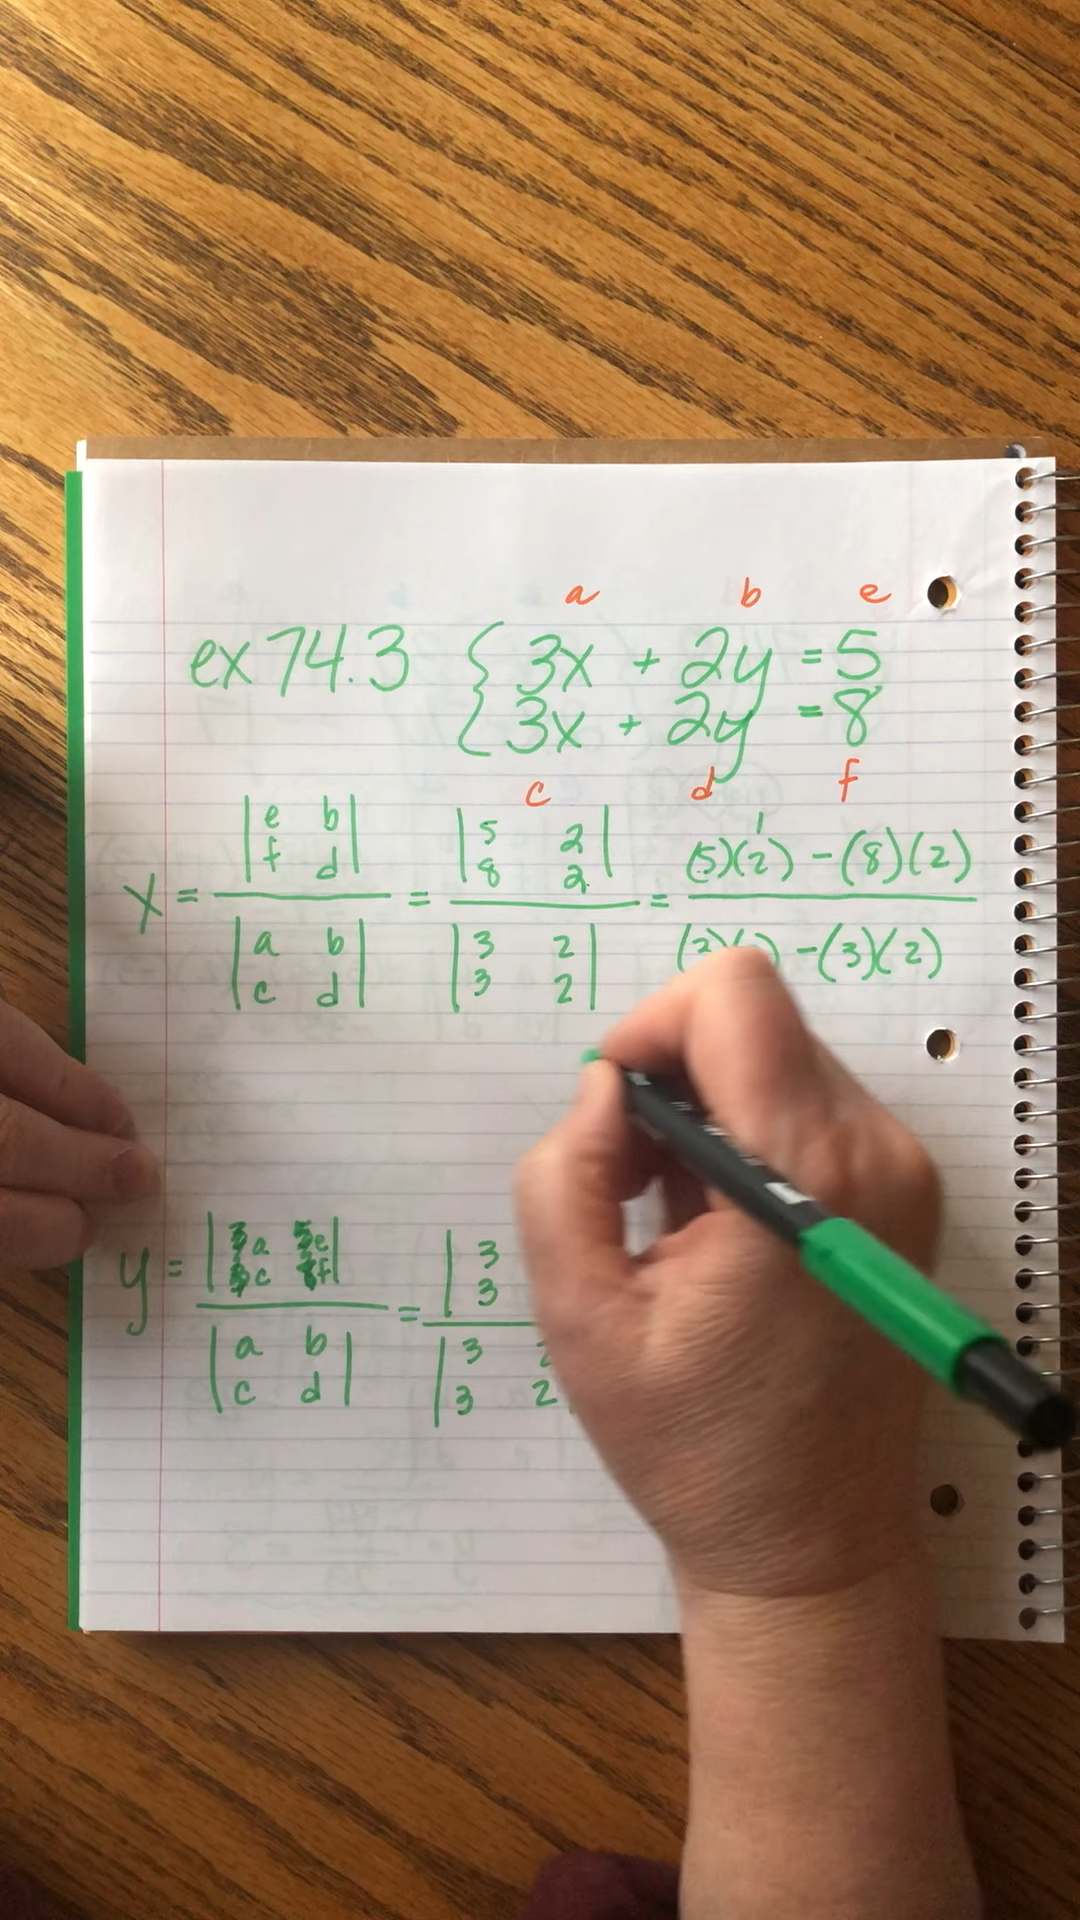 a b e
ex 74.3 { 3x + 2y = 5
3x + 2y = 8
c d f
x = |e b| = |5 2| = (5)(2) - (8)(2)
|f d| |8 2|
|a b| |3 2| - (3)(2)
|c d| |3 2|
y = | a e| = |3
| c f| |3
|a b| |3
|c d| |3 2